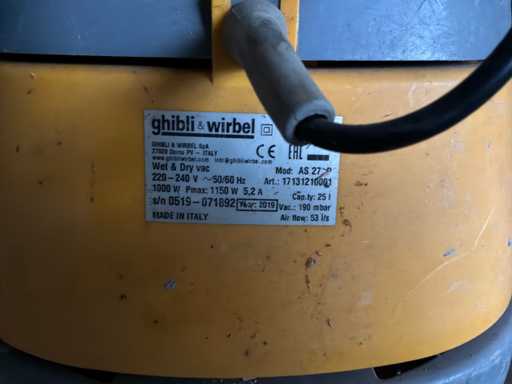 ghibli & wirbel
GHIBLI & WIRBEL SpA
27020 Dorno PV - ITALY
www.ghibliwirbel.com info@ghibliwirbel.com
CE EAC
Wet & Dry vac Mod: AS
220-240 V ~50/60 Hz Art.: 17131210001
1000 W Pmax: 1150 W 5,2 A Cap.ty: 25 l
s/n 0519-071892 Year: 2019 Vac.: 190 mbar
MADE IN ITALY Air flow: 53 l/s